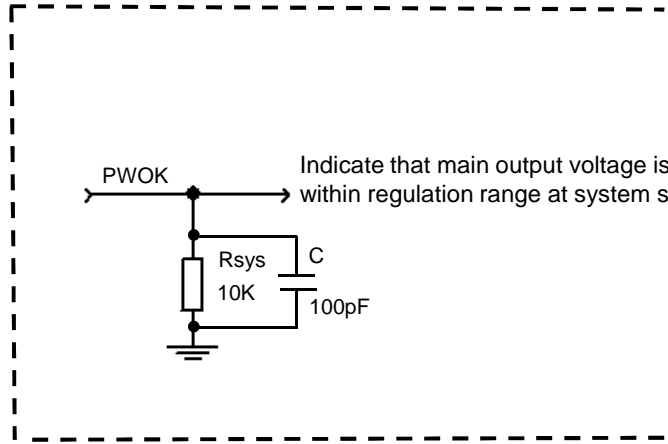 PWOK
Indicate that main output voltage is
within regulation range at system s
Rsys
10K
C
100pF